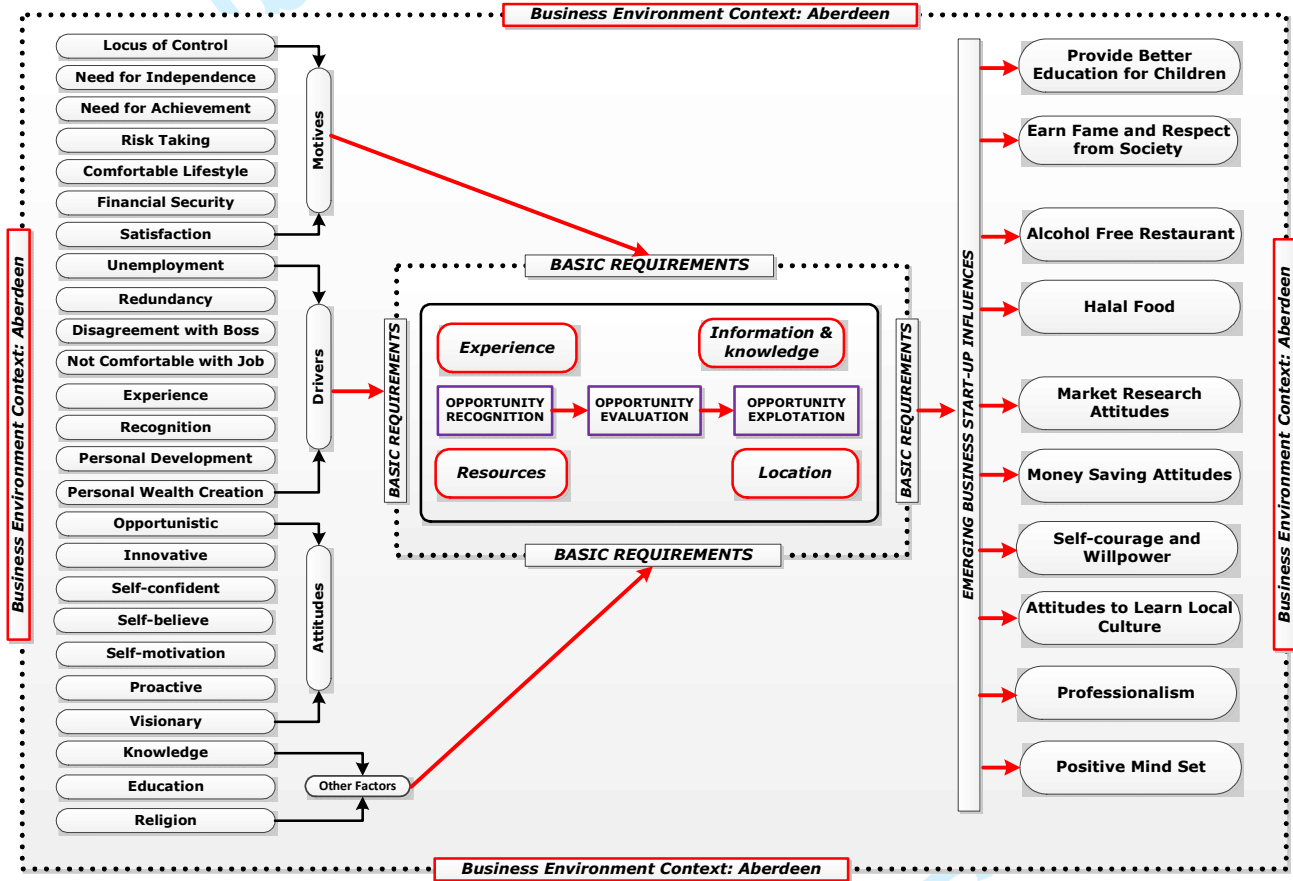 Business Environment Context: Aberdeen
Business Environment Context: Aberdeen
Locus of Control
Need for Independence
Need for Achievement
Risk Taking
Comfortable Lifestyle
Financial Security
Satisfaction
Motives
Unemployment
Redundancy
Disagreement with Boss
Not Comfortable with Job
Experience
Recognition
Personal Development
Personal Wealth Creation
Drivers
Opportunistic
Innovative
Self-confident
Self-believe
Self-motivation
Proactive
Visionary
Attitudes
Knowledge
Education
Religion
Other Factors
BASIC REQUIREMENTS
BASIC REQUIREMENTS
Experience
Information &
knowledge
OPPORTUNITY
RECOGNITION
OPPORTUNITY
EVALUATION
OPPORTUNITY
EXPLOTATION
Resources
Location
BASIC REQUIREMENTS
BASIC REQUIREMENTS
EMERGING BUSINESS START-UP INFLUENCES
Provide Better
Education for Children
Earn Fame and Respect
from Society
Alcohol Free Restaurant
Halal Food
Market Research
Attitudes
Money Saving Attitudes
Self-courage and
Willpower
Attitudes to Learn Local
Culture
Professionalism
Positive Mind Set
Business Environment Context: Aberdeen
Business Environment Context: Aberdeen